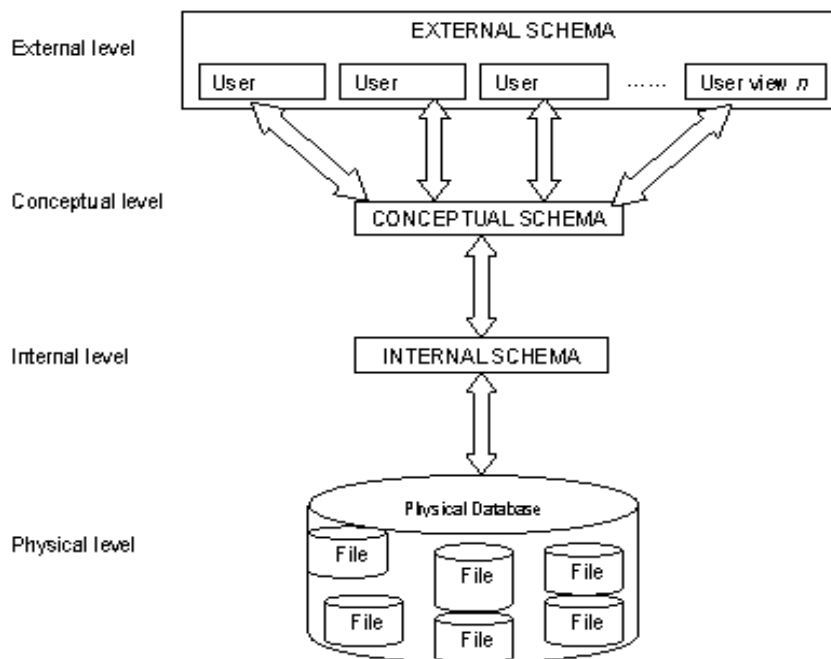 External level
EXTERNAL SCHEMA
User
User
User
......
User view n
Conceptual level
CONCEPTUAL SCHEMA
Internal level
INTERNAL SCHEMA
Physical Database
Physical level
File
File
File
File
File
File